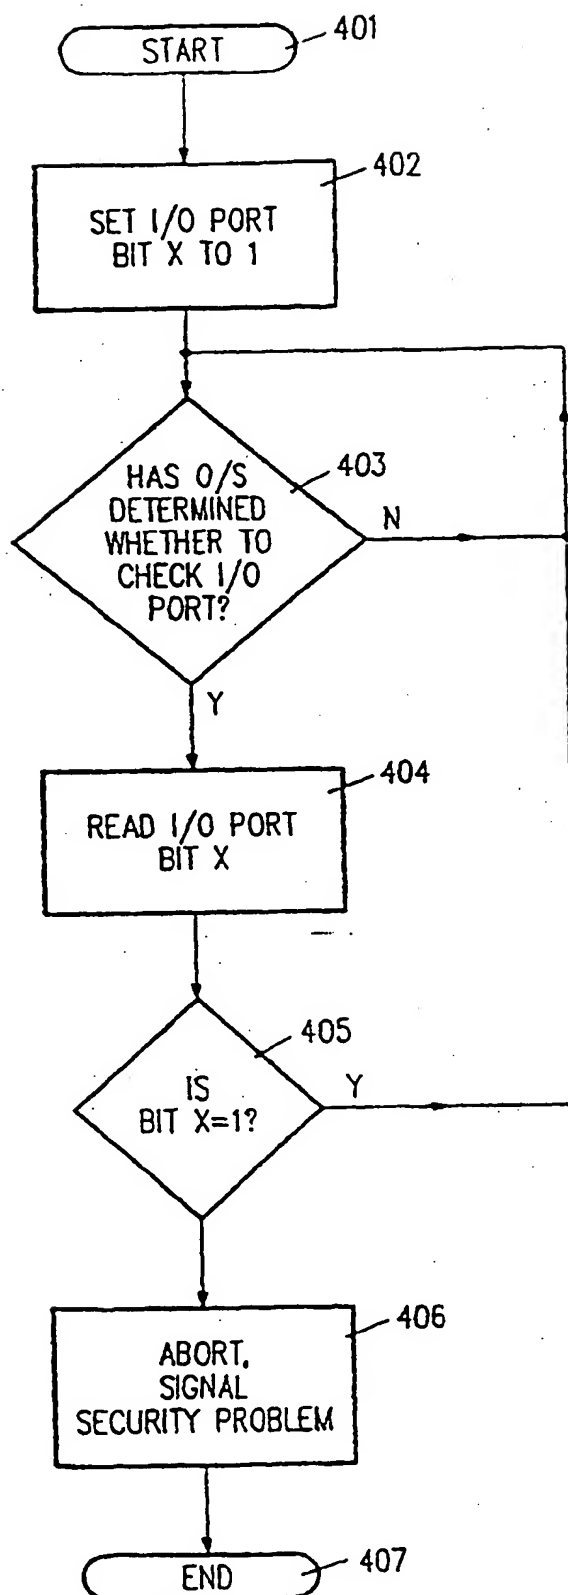 START
401
402
SET I/O PORT
BIT X TO 1
403
HAS O/S
DETERMINED
WHETHER TO
CHECK I/O
PORT?
N
Y
404
READ I/O PORT
BIT X
405
IS
BIT X=1?
Y
406
ABORT,
SIGNAL
SECURITY PROBLEM
END
407